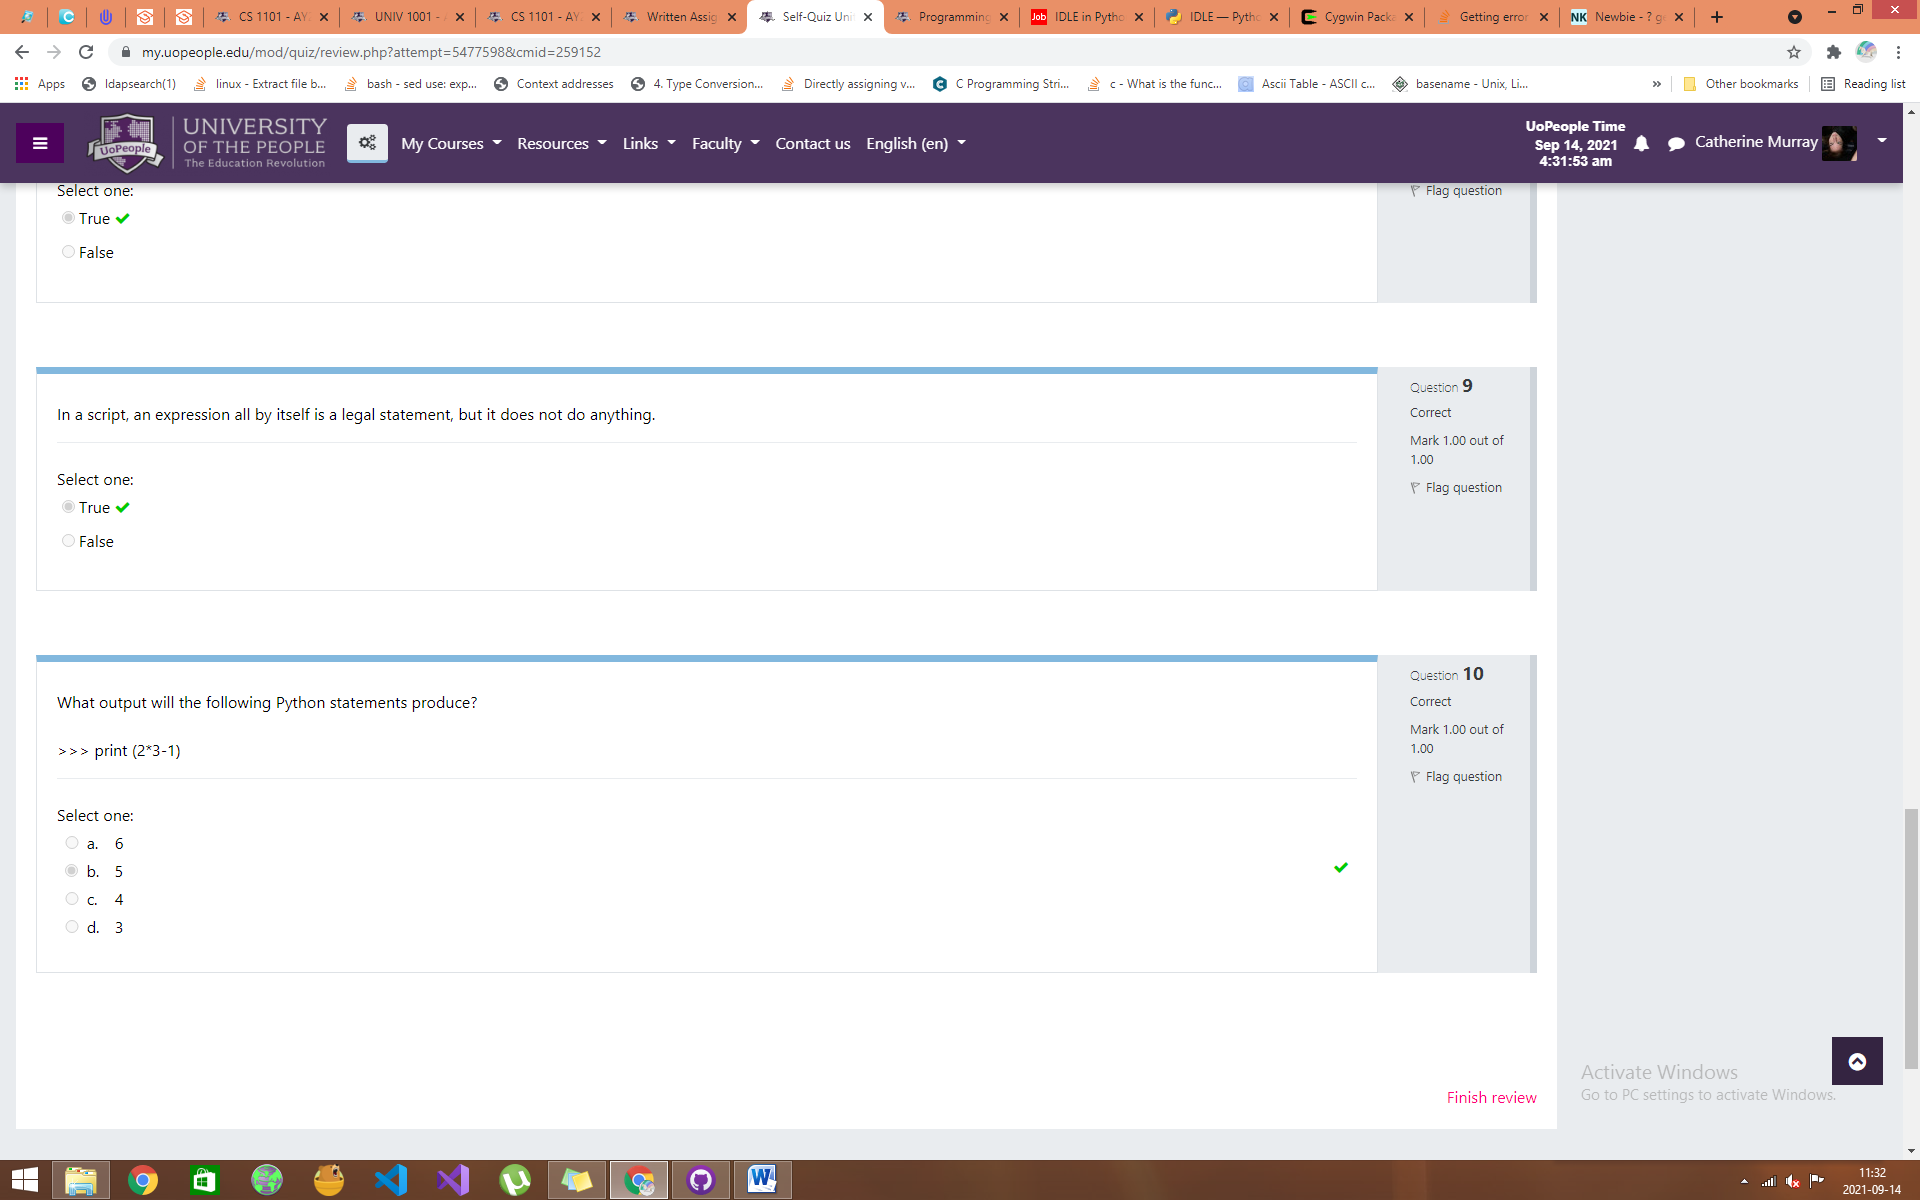 CS 1101 - AY
UNIV 1001 -
CS 1101 - AY
Written Assig
Self-Quiz Uni
Programming
Job IDLE in Pytho
IDLE — Pytho
Cygwin Packa
Getting error
NK Newbie - ? g
my.uopeople.edu/mod/quiz/review.php?attempt=5477598&cmid=259152
Apps
ldapsearch(1)
linux - Extract file b...
bash - sed use: exp...
Context addresses
4. Type Conversion...
Directly assigning v...
C Programming Stri...
c - What is the func...
Ascii Table - ASCII c...
basename - Unix, Li...
»
Other bookmarks
Reading list
UoPeople
UNIVERSITY
OF THE PEOPLE
The Education Revolution
My Courses
Resources
Links
Faculty
Contact us
English (en)
UoPeople Time
Sep 14, 2021
4:31:53 am
Catherine Murray
Select one:
True
False
Flag question
In a script, an expression all by itself is a legal statement, but it does not do anything.
Select one:
True
False
Question 9
Correct
Mark 1.00 out of
1.00
Flag question
What output will the following Python statements produce?
>>> print (2*3-1)
Select one:
a. 6
b. 5
c. 4
d. 3
Question 10
Correct
Mark 1.00 out of
1.00
Flag question
Finish review
Activate Windows
Go to PC settings to activate Windows.
11:32
2021-09-14